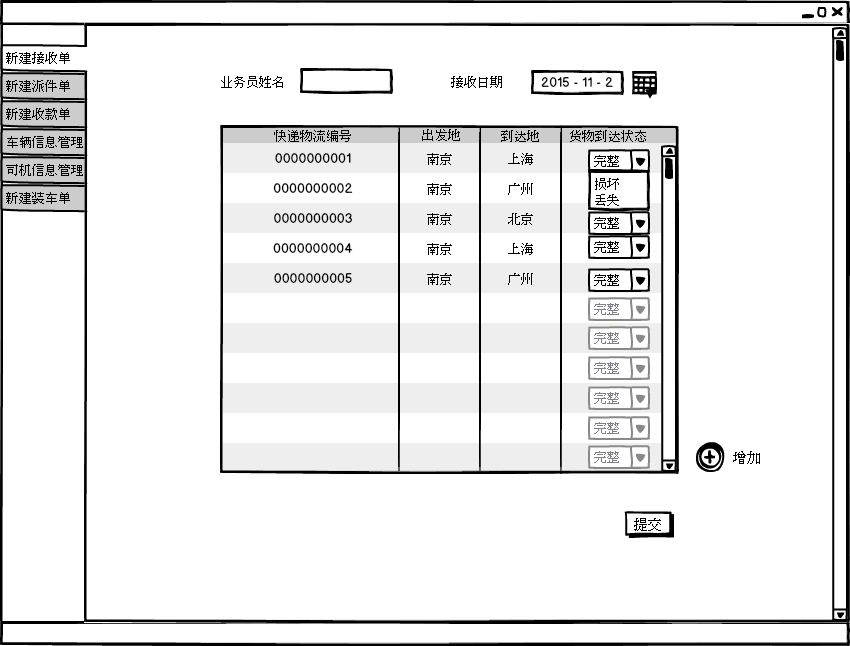 新建接收单
新建派件单
新建收款单
车辆信息管理
司机信息管理
新建装车单
业务员姓名
接收日期 2015 - 11 - 2
快递物流编号 出发地 到达地 货物到达状态
0000000001 南京 上海 完整
损坏
丢失
0000000002 南京 广州
0000000003 南京 北京 完整
0000000004 南京 上海 完整
0000000005 南京 广州 完整
完整
完整
完整
完整
完整
完整
增加
提交